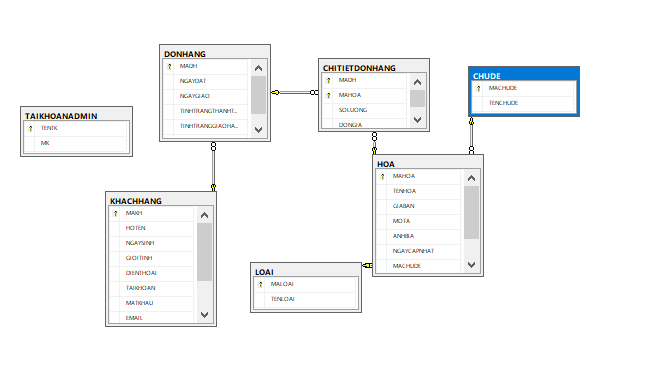 DONHANG
MADH
NGAYDAT
NGAYGIAO
TINHTRANGTHANHT...
TINHTRANGGIAOHA...
CHITIETDONHANG
MADH
MAHOA
SOLUONG
DONGIA
CHUDE
MACHUDE
TENCHUDE
TAIKHOANADMIN
TENTK
MK
HOA
MAHOA
TENHOA
GIABAN
MOTA
ANHBIA
NGAYCAPNHAT
MACHUDE
KHACHHANG
MAKH
HOTEN
NGAYSINH
GIOITINH
DIENTHOAI
TAIKHOAN
MATKHAU
EMAIL
LOAI
MALOAI
TENLOAI